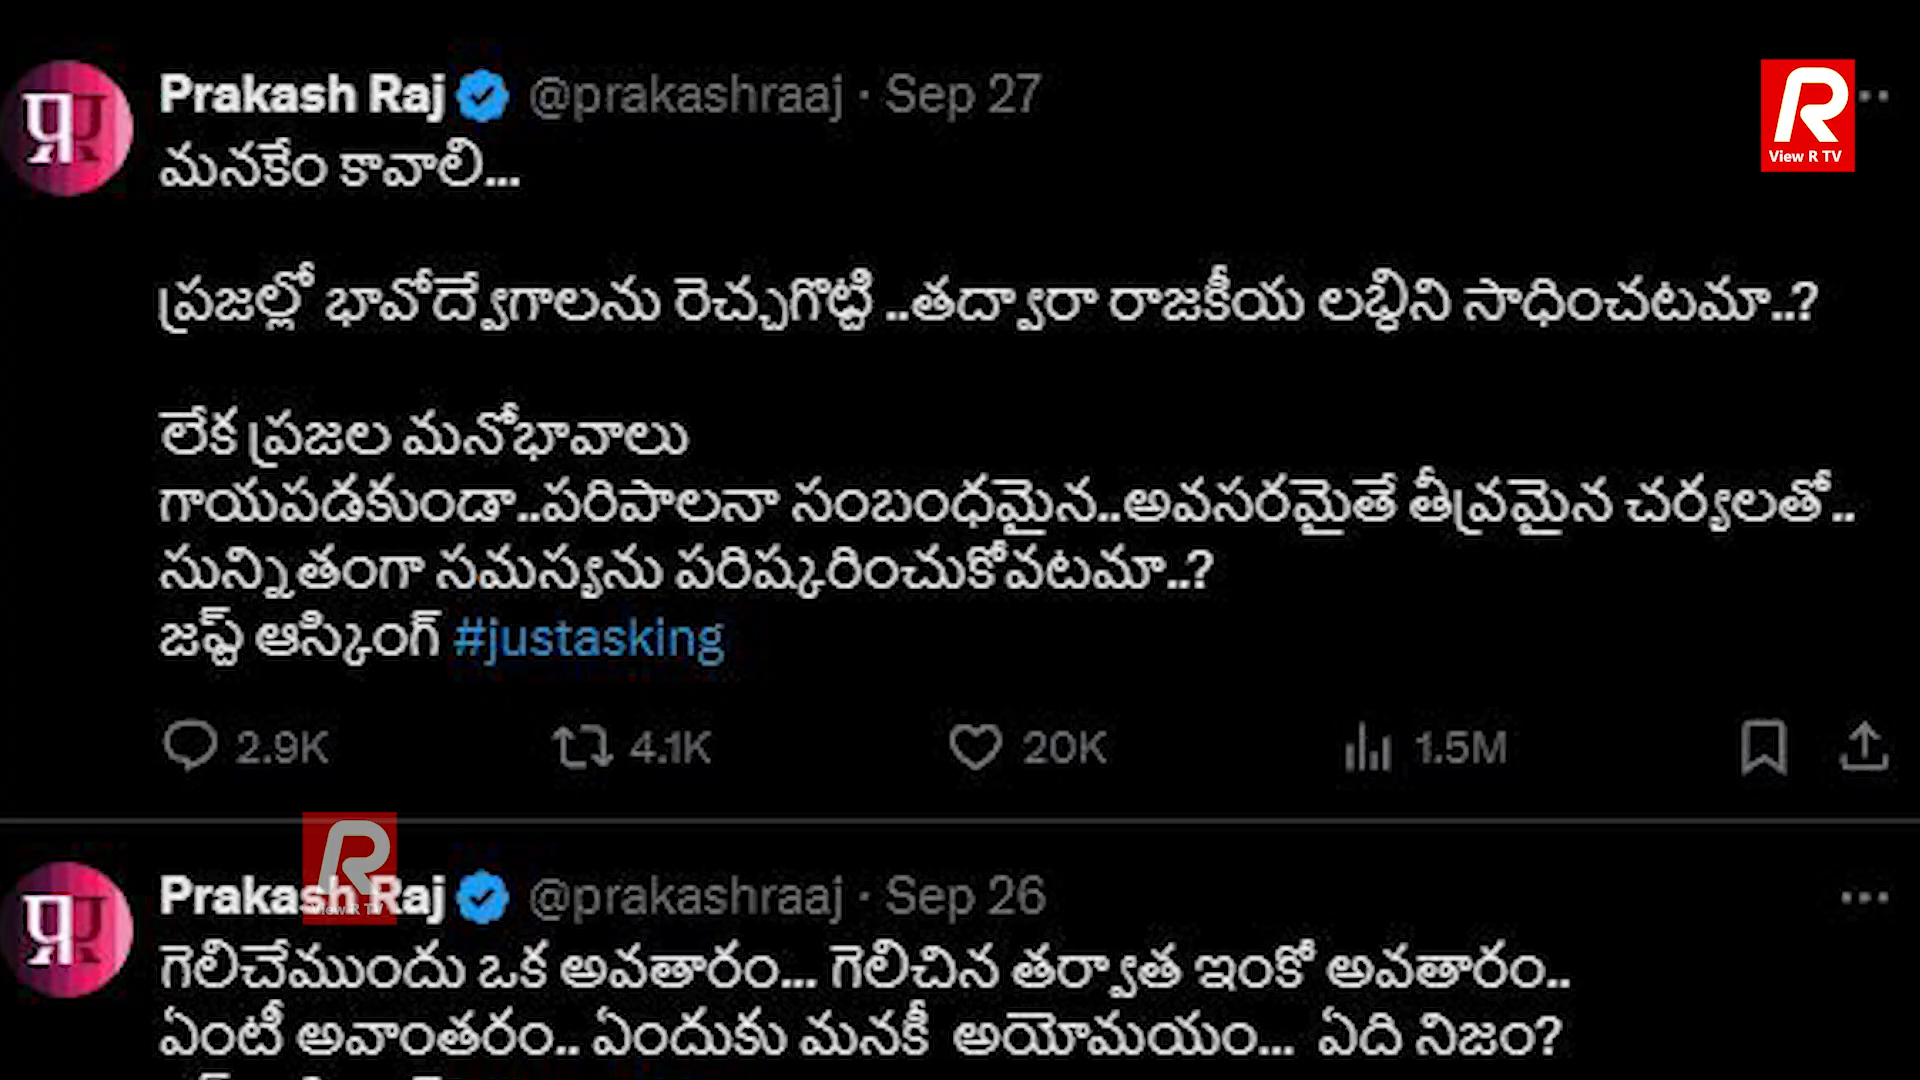 Prakash Raj @prakashraaj · Sep 27
View R TV
మనకేం కావాలి...
ప్రజల్లో భావోద్వేగాలను రెచ్చగొట్టి ..తద్వారా రాజకీయ లబ్ధిని సాధించటమా..?
లేక ప్రజల మనోభావాలు
గాయపడకుండా..పరిపాలనా సంబంధమైన..అవసరమైతే తీవ్రమైన చర్యలతో..
సున్నితంగా సమస్యను పరిష్కరించుకోవటమా..?
జస్ట్ ఆస్కింగ్ #justasking
2.9K 4.1K 20K 1.5M
Prakash Raj @prakashraaj · Sep 26
View R TV
గెలిచేముందు ఒక అవతారం... గెలిచిన తర్వాత ఇంకో అవతారం..
ఏంటీ అవాంతరం.. ఏందుకు మనకీ అయోమయం... ఏది నిజం?